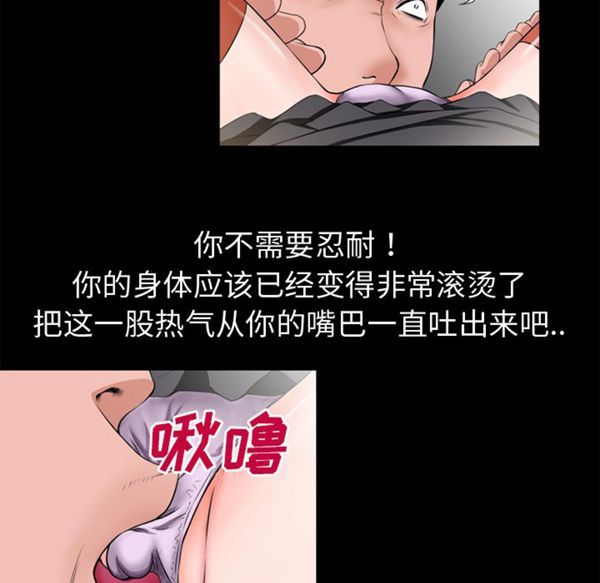 你不需要忍耐！
你的身体应该已经变得非常滚烫了
把这一股热气从你的嘴巴一直吐出来吧..
啾噜